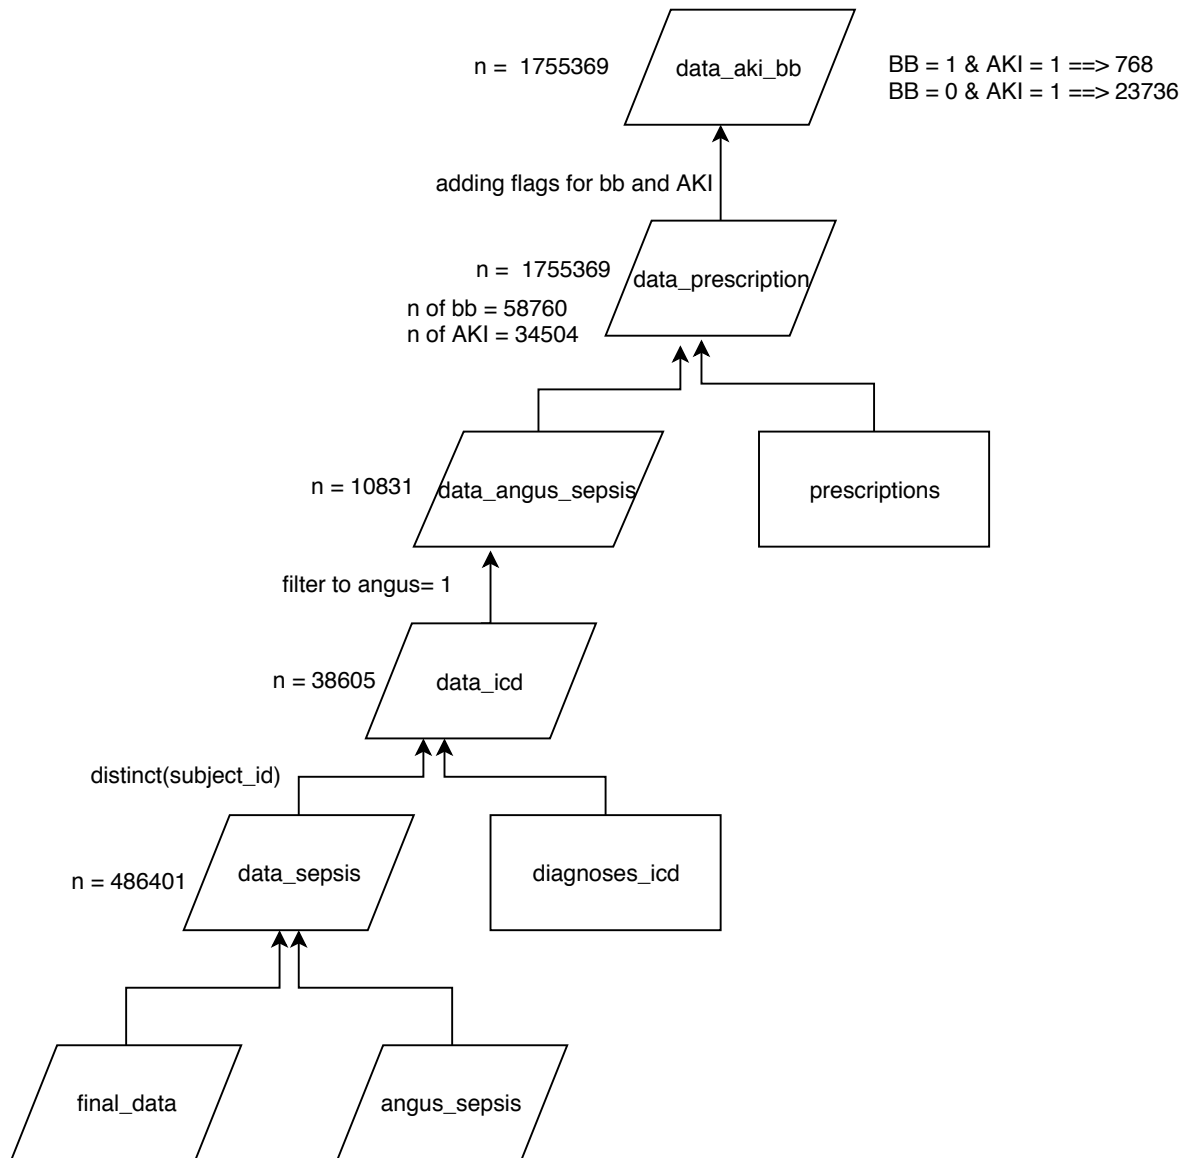 n =  1755369
data_aki_bb
BB = 1 & AKI = 1 ==> 768
BB = 0 & AKI = 1 ==> 23736
adding flags for bb and AKI
n =  1755369
data_prescription
n of bb = 58760
n of AKI = 34504
n = 10831
data_angus_sepsis
prescriptions
filter to angus= 1
n = 38605
data_icd
distinct(subject_id)
n = 486401
data_sepsis
diagnoses_icd
final_data
angus_sepsis